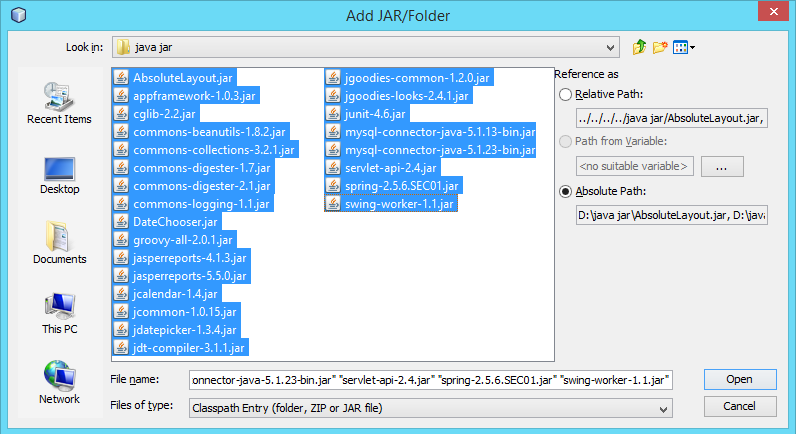 Add JAR/Folder
Look in:
java jar
Recent Items
Desktop
Documents
This PC
Network
AbsoluteLayout.jar
appframework-1.0.3.jar
cglib-2.2.jar
commons-beanutils-1.8.2.jar
commons-collections-3.2.1.jar
commons-digester-1.7.jar
commons-digester-2.1.jar
commons-logging-1.1.jar
DateChooser.jar
groovy-all-2.0.1.jar
jasperreports-4.1.3.jar
jasperreports-5.5.0.jar
jcalendar-1.4.jar
jcommon-1.0.15.jar
jdatepicker-1.3.4.jar
jdt-compiler-3.1.1.jar
jgoodies-common-1.2.0.jar
jgoodies-looks-2.4.1.jar
junit-4.6.jar
mysql-connector-java-5.1.13-bin.jar
mysql-connector-java-5.1.23-bin.jar
servlet-api-2.4.jar
spring-2.5.6.SEC01.jar
swing-worker-1.1.jar
Reference as
Relative Path:
../../../../java jar/AbsoluteLayout.jar,
Path from Variable:
<no suitable variable>
...
Absolute Path:
D:\java jar\AbsoluteLayout.jar, D:\java
File name:
onnector-java-5.1.23-bin.jar" "servlet-api-2.4.jar" "spring-2.5.6.SEC01.jar" "swing-worker-1.1.jar"
Open
Files of type:
Classpath Entry (folder, ZIP or JAR file)
Cancel